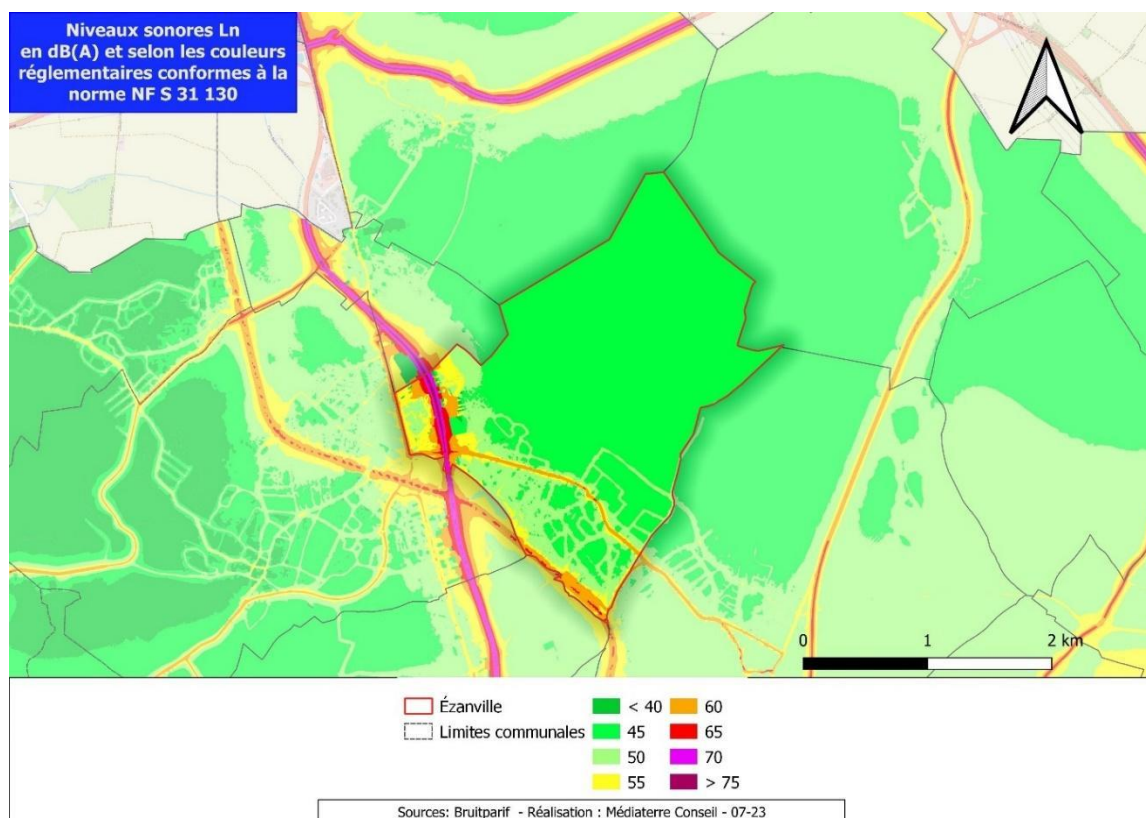 Niveaux sonores Ln
en dB(A) et selon les couleurs
réglementaires conformes à la
norme NF S 31 130
0 1 2 km
Ézanville
Limites communales
< 40
45
50
55
60
65
70
> 75
Sources: Bruitparif - Réalisation : Médiaterre Conseil - 07-23